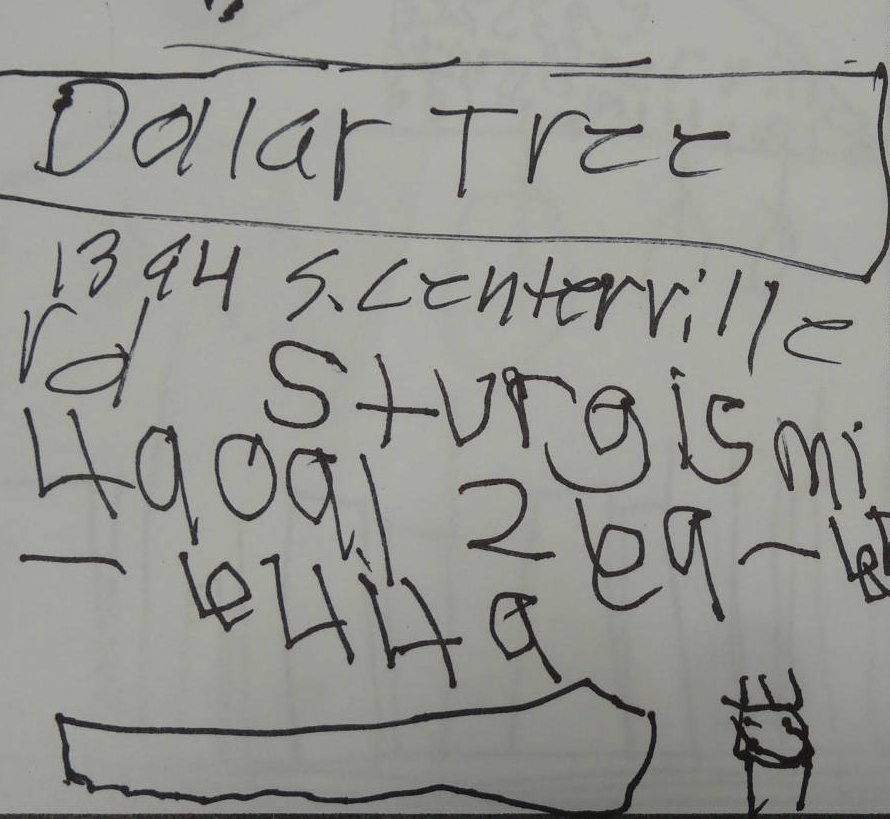 Dollar Tree
1394 S. Centerville
rd Sturgis mi
49091 269-
- 6449